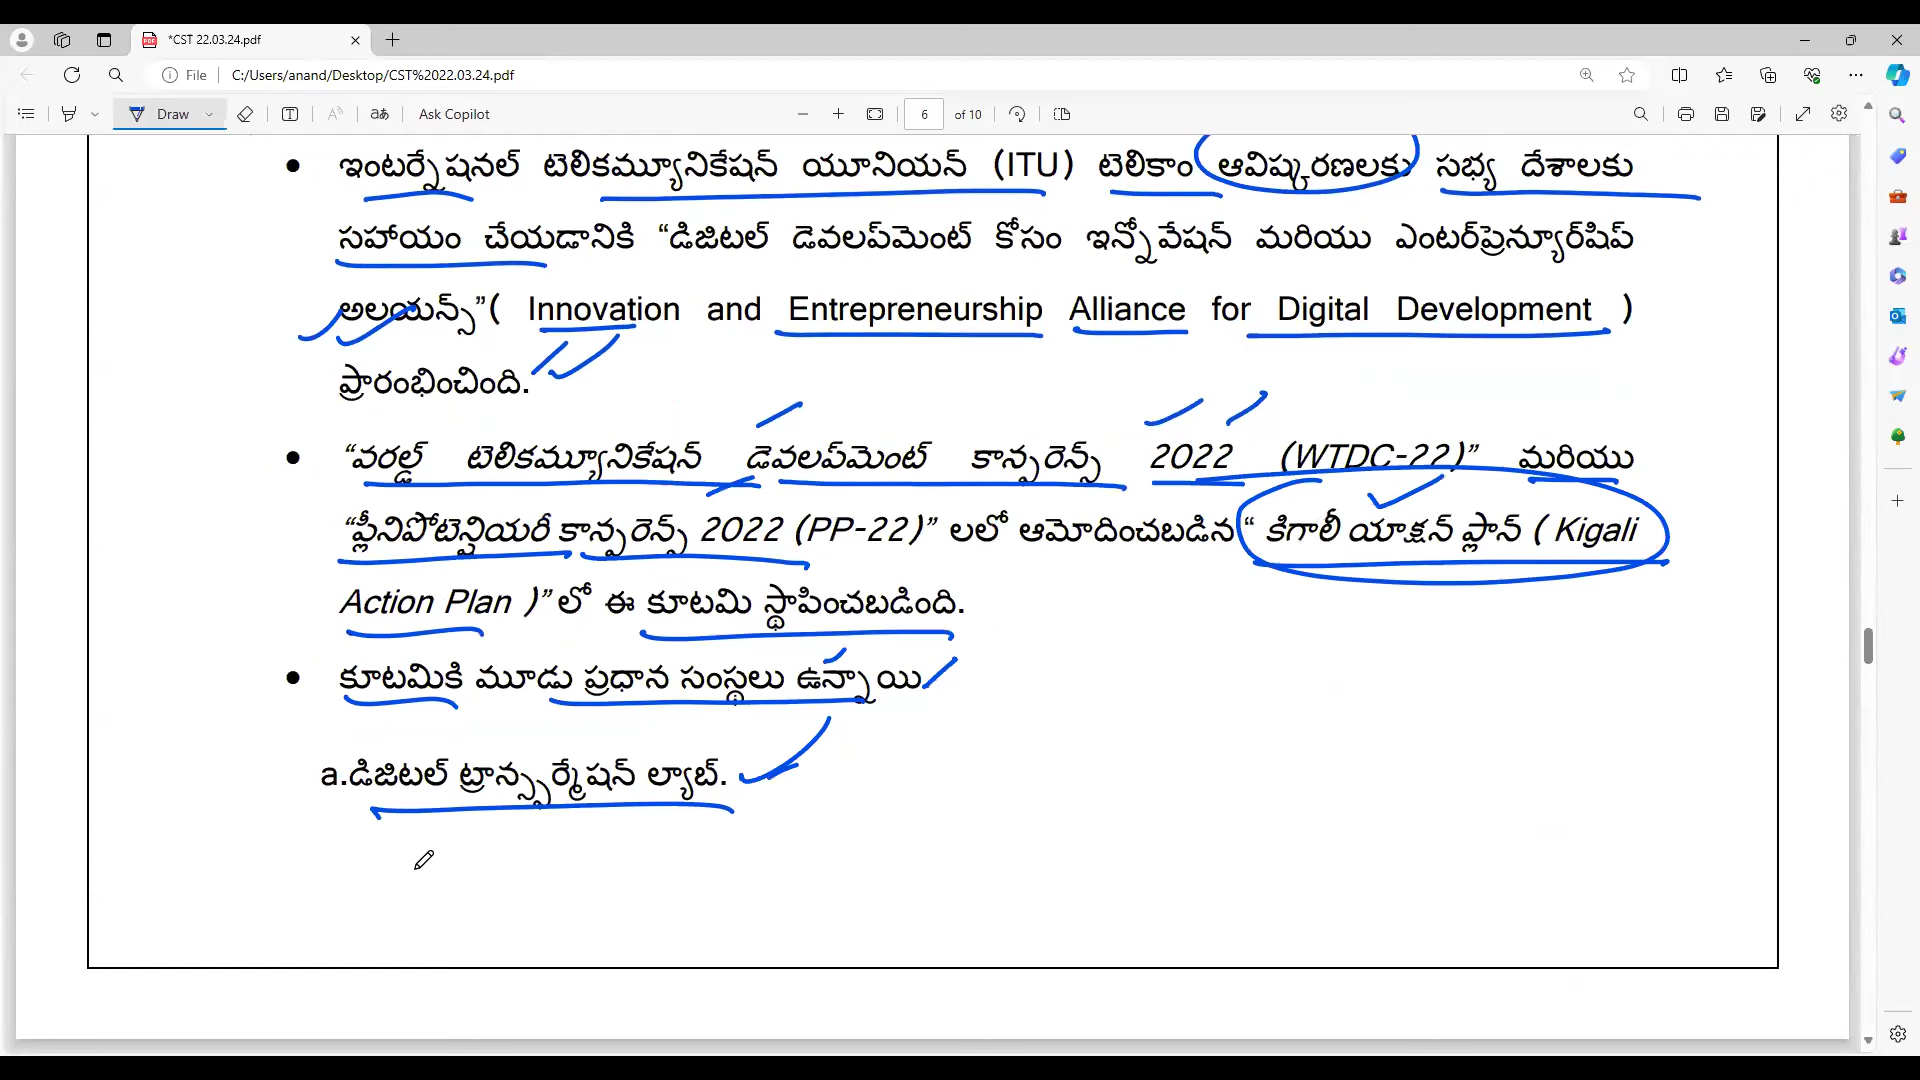 *CST 22.03.24.pdf
File C:/Users/anand/Desktop/CST%2022.03.24.pdf
Draw aあ Ask Copilot 6 of 10
• ఇంటర్నేషనల్ టెలికమ్యూనికేషన్ యూనియన్ (ITU) టెలికాం ఆవిష్కరణలకు సభ్య దేశాలకు
సహాయం చేయడానికి “డిజిటల్ డెవలప్‌మెంట్ కోసం ఇన్నోవేషన్ మరియు ఎంటర్‌ప్రెన్యూర్‌షిప్
అలయన్స్”( Innovation and Entrepreneurship Alliance for Digital Development )
ప్రారంభించింది.
• “వరల్డ్ టెలికమ్యూనికేషన్ డెవలప్‌మెంట్ కాన్ఫరెన్స్ 2022 (WTDC-22)” మరియు
“ప్లీనిపోటెన్షియరీ కాన్ఫరెన్స్ 2022 (PP-22)” లలో ఆమోదించబడిన “ కిగాలీ యాక్షన్ ప్లాన్ ( Kigali
Action Plan )” లో ఈ కూటమి స్థాపించబడింది.
• కూటమికి మూడు ప్రధాన సంస్థలు ఉన్నాయి
a.డిజిటల్ ట్రాన్స్ఫర్మేషన్ ల్యాబ్.